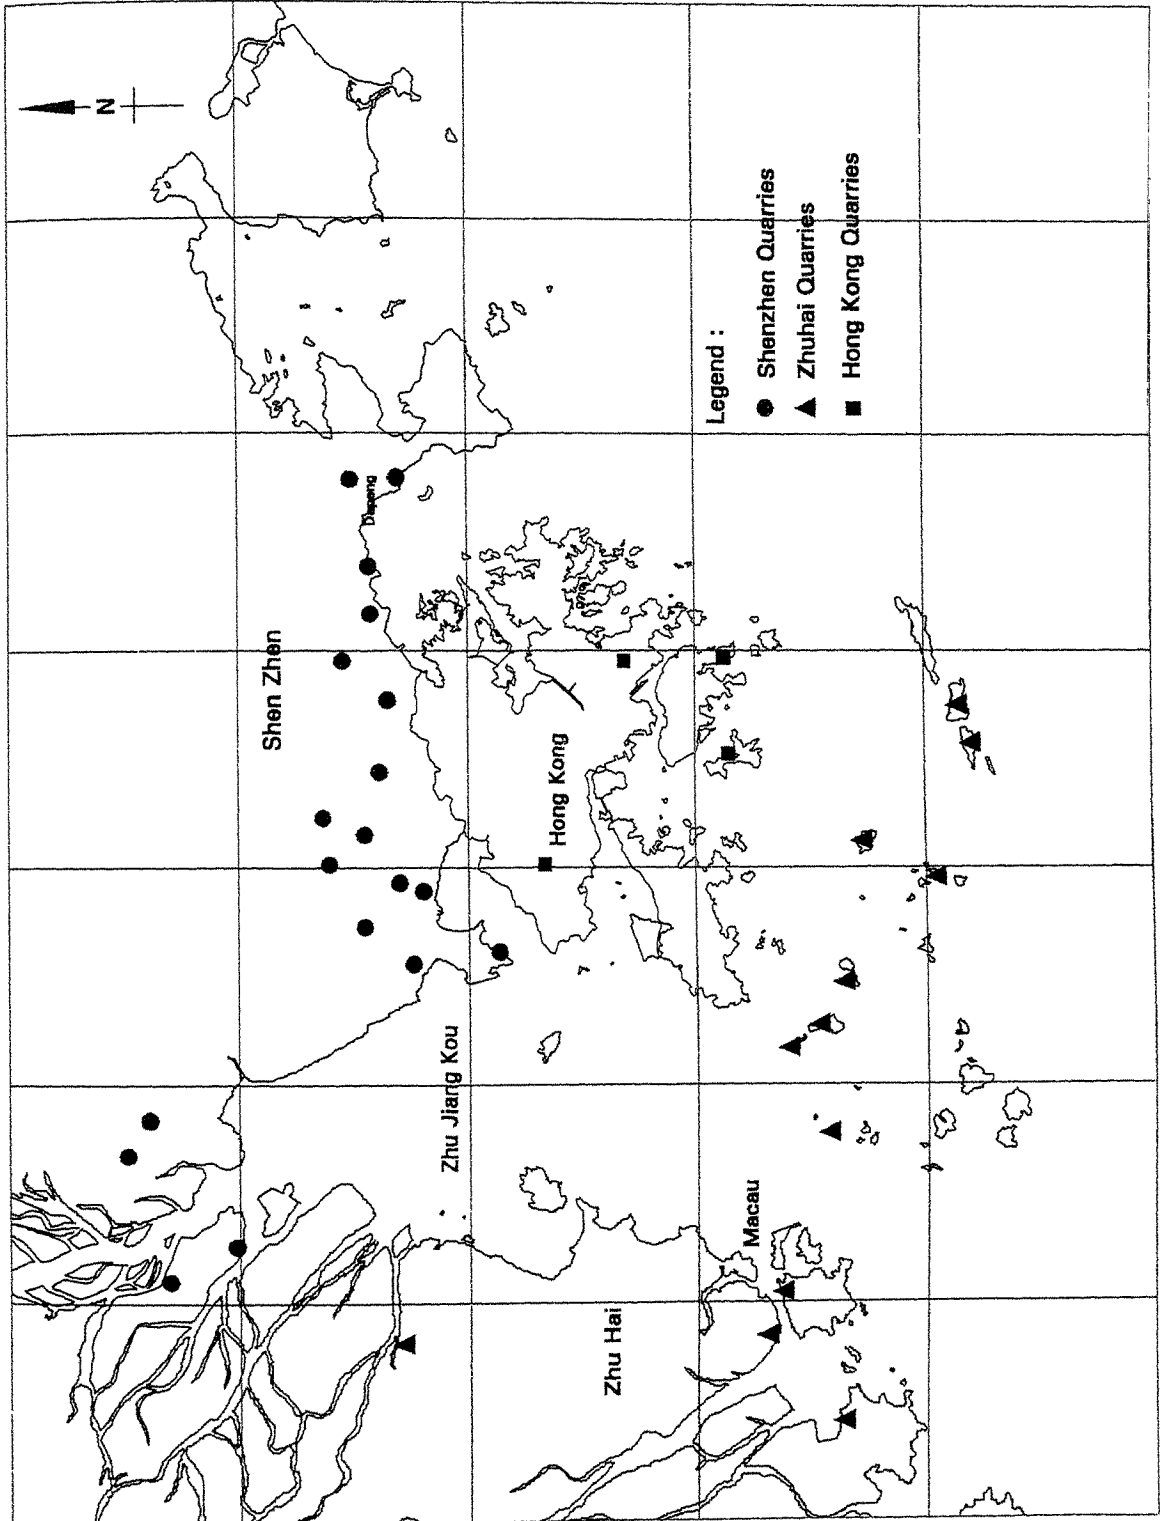 N
Shen Zhen
Dapeng
Hong Kong
Zhu Jiang Kou
Macau
Zhu Hai
Legend :
Shenzhen Quarries
Zhuhai Quarries
Hong Kong Quarries